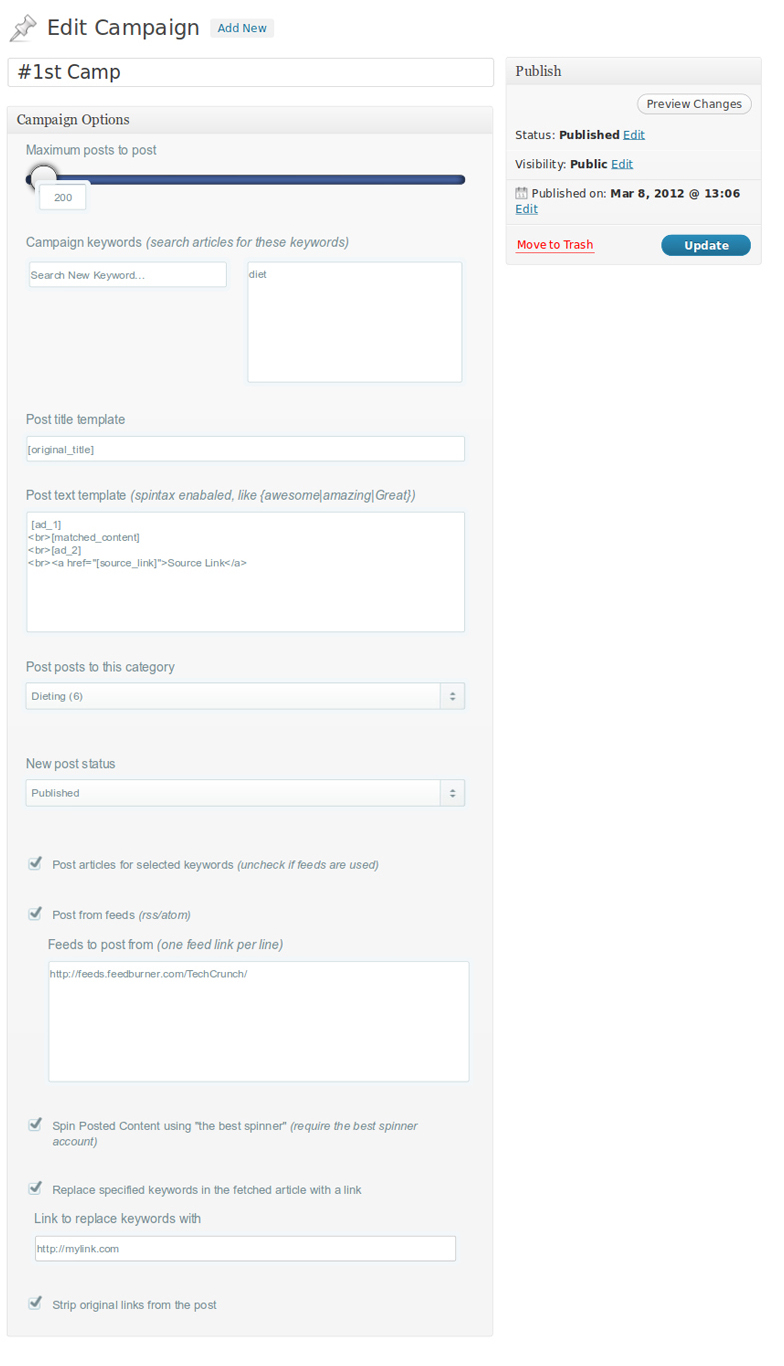 Edit Campaign Add New
#1st Camp
Campaign Options
Maximum posts to post
200
Campaign keywords (search articles for these keywords)
Search New Keyword...
diet
Post title template
[original_title]
Post text template (spintax enabaled, like {awesome|amazing|Great})
[ad_1]
<br>[matched_content]
<br>[ad_2]
<br><a href="[source_link]">Source Link</a>
Post posts to this category
Dieting (6)
New post status
Published
Post articles for selected keywords (uncheck if feeds are used)
Post from feeds (rss/atom)
Feeds to post from (one feed link per line)
http://feeds.feedburner.com/TechCrunch/
Spin Posted Content using "the best spinner" (require the best spinner
account)
Replace specified keywords in the fetched article with a link
Link to replace keywords with
http://mylink.com
Strip original links from the post
Publish
Preview Changes
Status: Published Edit
Visibility: Public Edit
Published on: Mar 8, 2012 @ 13:06
Edit
Move to Trash Update